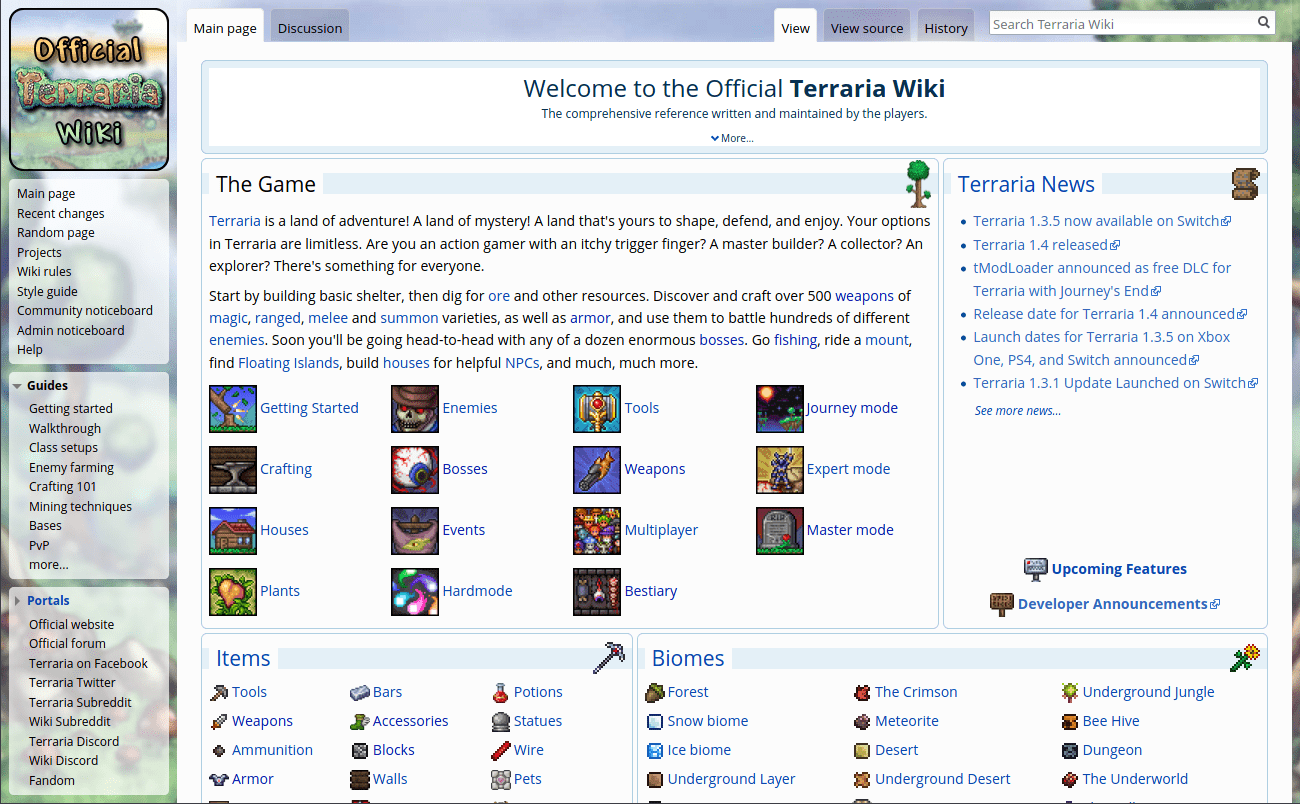 Official
Terraria
Wiki
Main page
Discussion
View
View source
History
Search Terraria Wiki
Main page
Recent changes
Random page
Projects
Wiki rules
Style guide
Community noticeboard
Admin noticeboard
Help
Guides
Getting started
Walkthrough
Class setups
Enemy farming
Crafting 101
Mining techniques
Bases
PvP
more...
Portals
Official website
Official forum
Terraria on Facebook
Terraria Twitter
Terraria Subreddit
Wiki Subreddit
Terraria Discord
Wiki Discord
Fandom
Welcome to the Official Terraria Wiki
The comprehensive reference written and maintained by the players.
More...
The Game
Terraria is a land of adventure! A land of mystery! A land that's yours to shape, defend, and enjoy. Your options
in Terraria are limitless. Are you an action gamer with an itchy trigger finger? A master builder? A collector? An
explorer? There's something for everyone.
Start by building basic shelter, then dig for ore and other resources. Discover and craft over 500 weapons of
magic, ranged, melee and summon varieties, as well as armor, and use them to battle hundreds of different
enemies. Soon you'll be going head-to-head with any of a dozen enormous bosses. Go fishing, ride a mount,
find Floating Islands, build houses for helpful NPCs, and much, much more.
Getting Started
Enemies
Tools
Journey mode
Crafting
Bosses
Weapons
Expert mode
Houses
Events
Multiplayer
RIP
Master mode
Plants
Hardmode
Bestiary
Terraria News
Terraria 1.3.5 now available on Switch
Terraria 1.4 released
tModLoader announced as free DLC for
Terraria with Journey's End
Release date for Terraria 1.4 announced
Launch dates for Terraria 1.3.5 on Xbox
One, PS4, and Switch announced
Terraria 1.3.1 Update Launched on Switch
See more news...
Upcoming Features
Developer Announcements
Items
Tools
Bars
Potions
Weapons
Accessories
Statues
Ammunition
Blocks
Wire
Armor
Walls
Pets
Biomes
Forest
The Crimson
Underground Jungle
Snow biome
Meteorite
Bee Hive
Ice biome
Desert
Dungeon
Underground Layer
Underground Desert
The Underworld